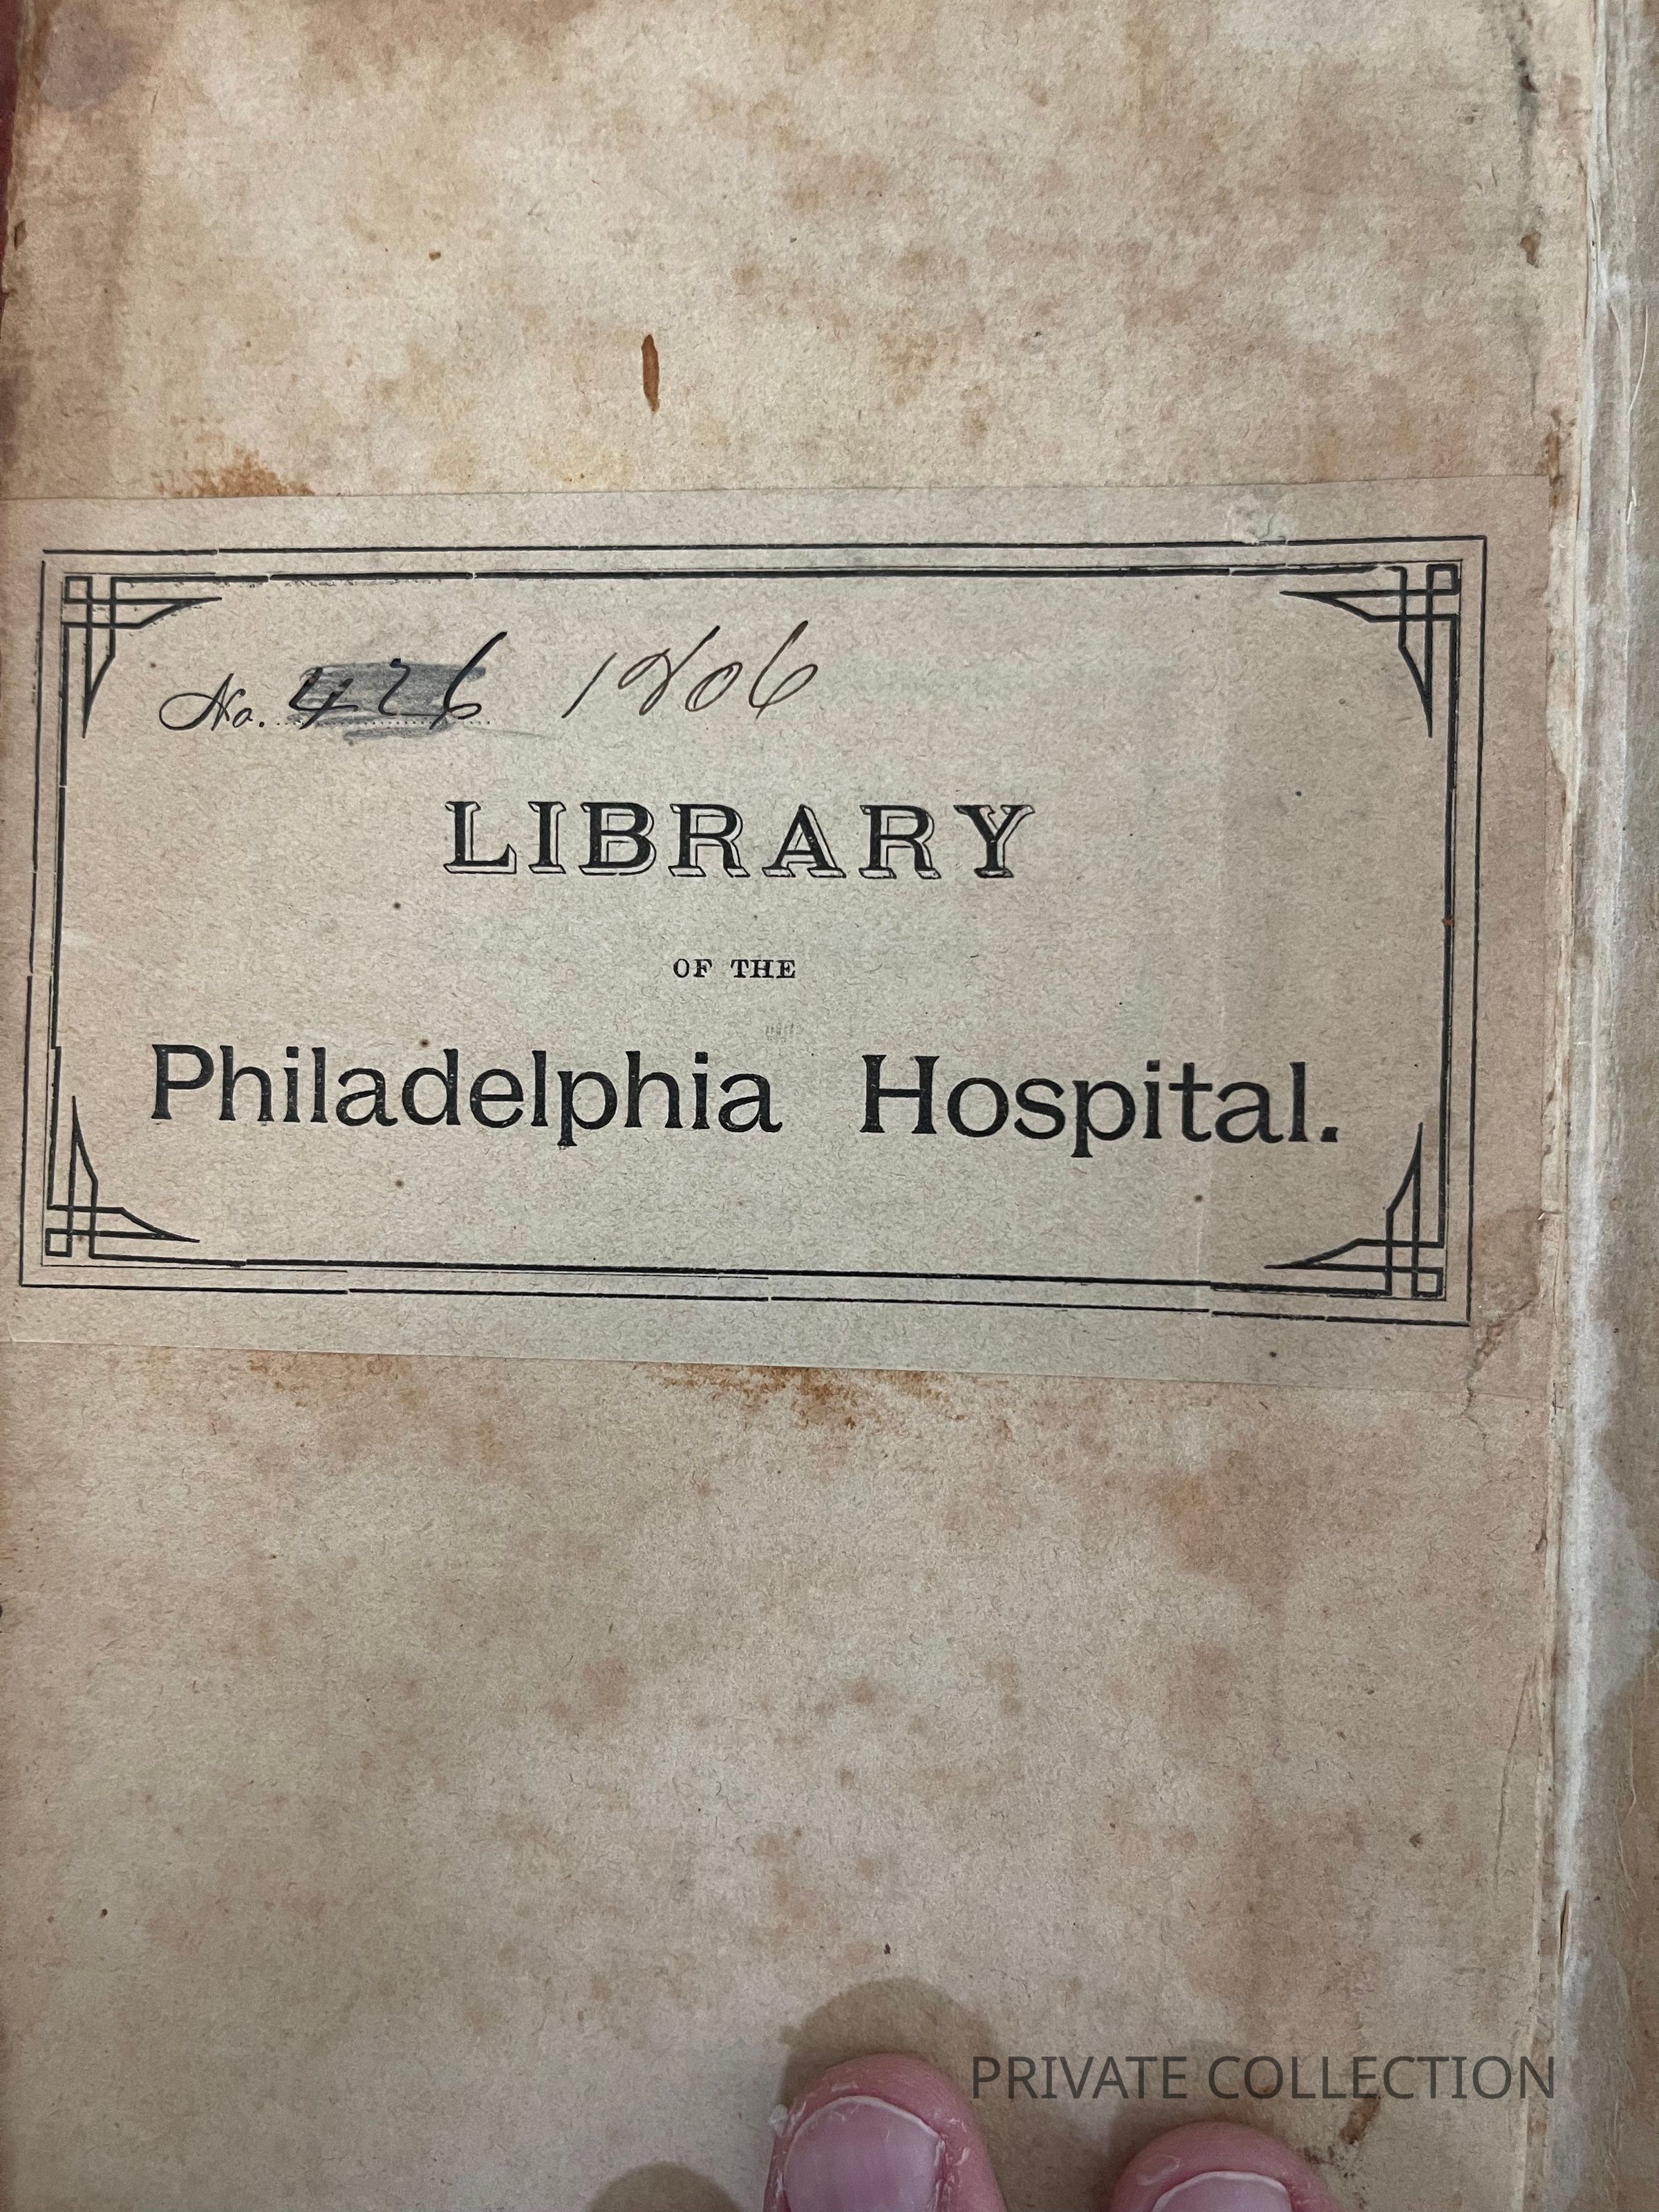 No. 426 1806
LIBRARY
OF THE
Philadelphia Hospital.
PRIVATE COLLECTION